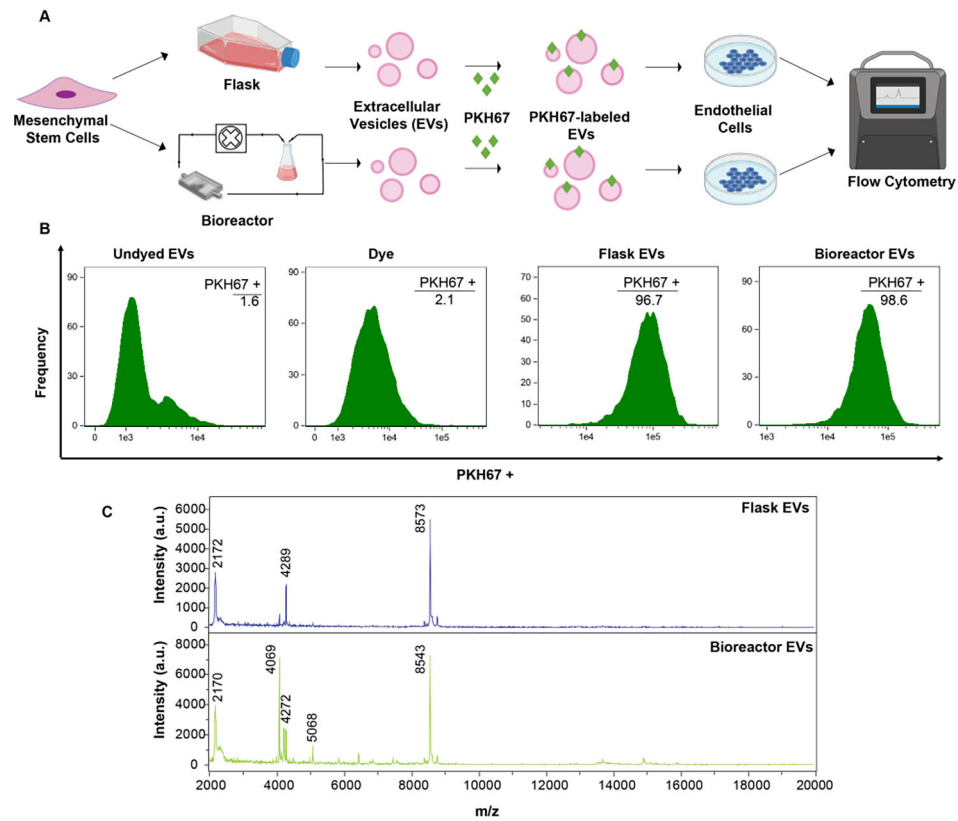 A
Flask
Mesenchymal
Stem Cells
Extracellular
Vesicles (EVs)
PKH67
PKH67-labeled
EVs
Endothelial
Cells
Flow Cytometry
Bioreactor
B
Undyed EVs
Dye
Flask EVs
Bioreactor EVs
PKH67 +
1.6
PKH67 +
2.1
PKH67 +
96.7
PKH67 +
98.6
Frequency
90
60
30
0
0 1e3 1e4
90
60
30
0
0 1e3 1e4 1e5
70
60
50
40
30
20
10
0
1e4 1e5
90
60
30
0
1e3 1e4 1e5
PKH67 +
C
Flask EVs
Intensity (a.u.)
6000
5000
4000
3000
2000
1000
0
2172
4289
8573
Bioreactor EVs
Intensity (a.u.)
8000
6000
4000
2000
0
2170
4069
4272
5068
8543
2000 4000 6000 8000 10000 12000 14000 16000 18000 20000
m/z